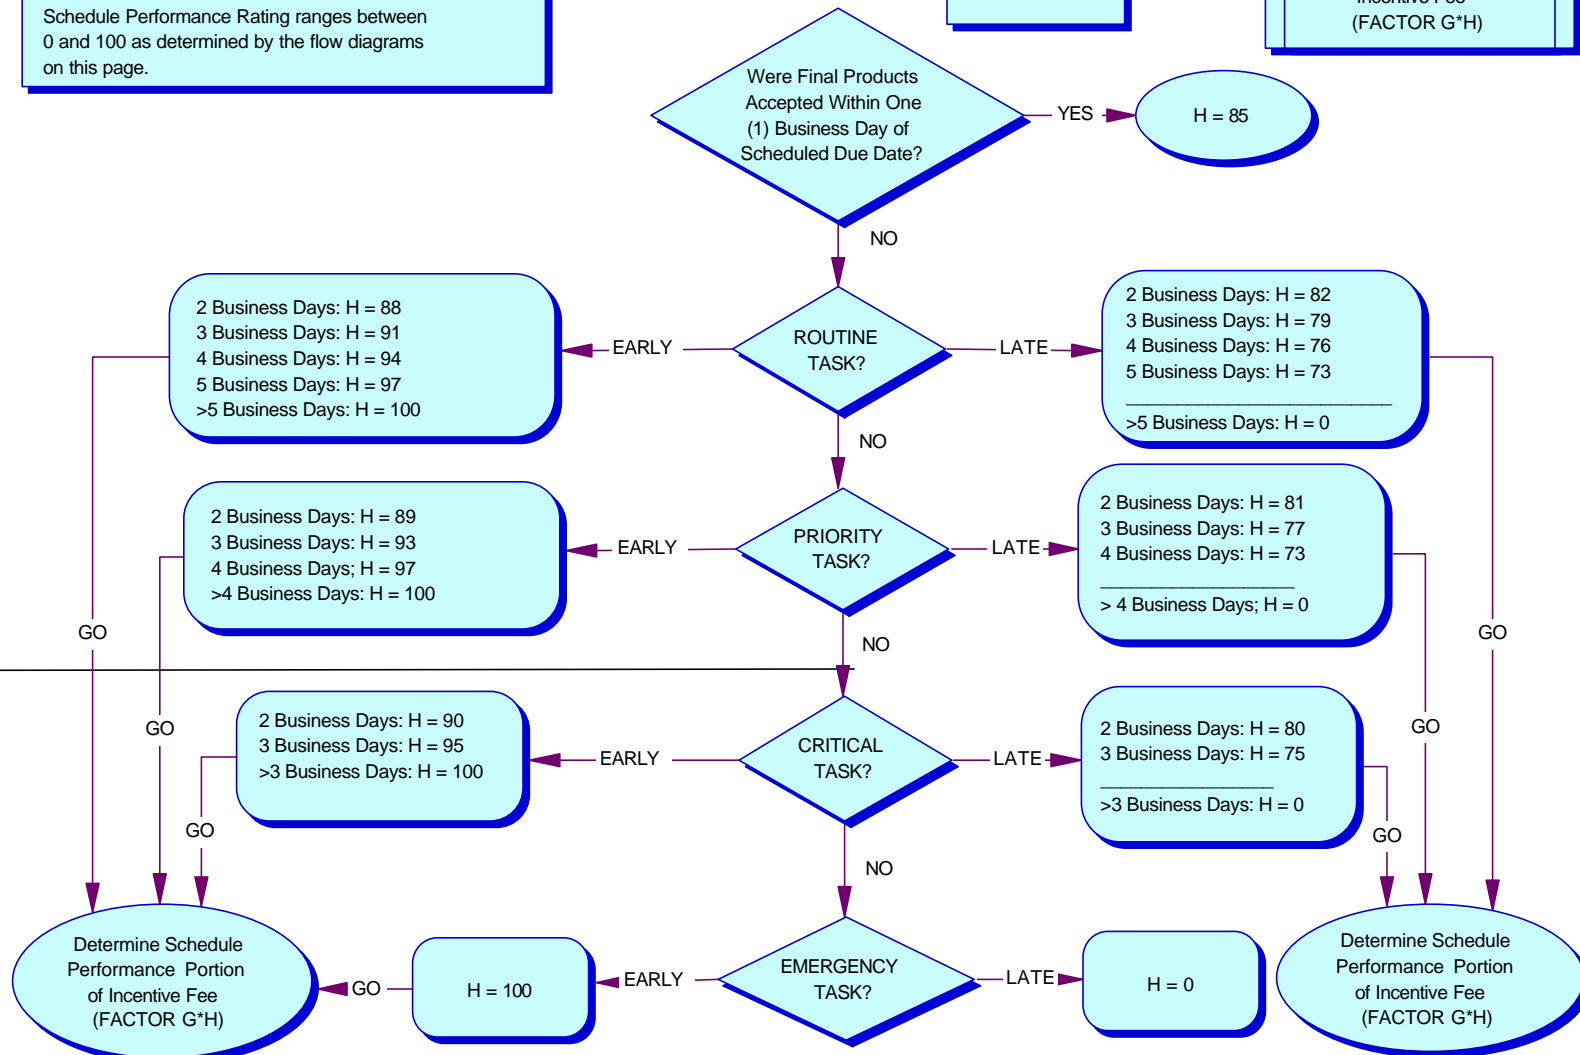 Schedule Performance Rating ranges between
0 and 100 as determined by the flow diagrams
on this page.
(FACTOR G*H)
Were Final Products
Accepted Within One
(1) Business Day of
Scheduled Due Date?
YES
H = 85
NO
2 Business Days: H = 88
3 Business Days: H = 91
4 Business Days: H = 94
5 Business Days: H = 97
>5 Business Days: H = 100
EARLY
ROUTINE
TASK?
LATE
2 Business Days: H = 82
3 Business Days: H = 79
4 Business Days: H = 76
5 Business Days: H = 73
>5 Business Days: H = 0
NO
2 Business Days: H = 89
3 Business Days: H = 93
4 Business Days; H = 97
>4 Business Days: H = 100
EARLY
PRIORITY
TASK?
LATE
2 Business Days: H = 81
3 Business Days: H = 77
4 Business Days: H = 73
> 4 Business Days; H = 0
GO
NO
GO
GO
2 Business Days: H = 90
3 Business Days: H = 95
>3 Business Days: H = 100
EARLY
CRITICAL
TASK?
LATE
2 Business Days: H = 80
3 Business Days: H = 75
>3 Business Days: H = 0
GO
GO
NO
GO
Determine Schedule
Performance Portion
of Incentive Fee
(FACTOR G*H)
GO
H = 100
EARLY
EMERGENCY
TASK?
LATE
H = 0
Determine Schedule
Performance Portion
of Incentive Fee
(FACTOR G*H)